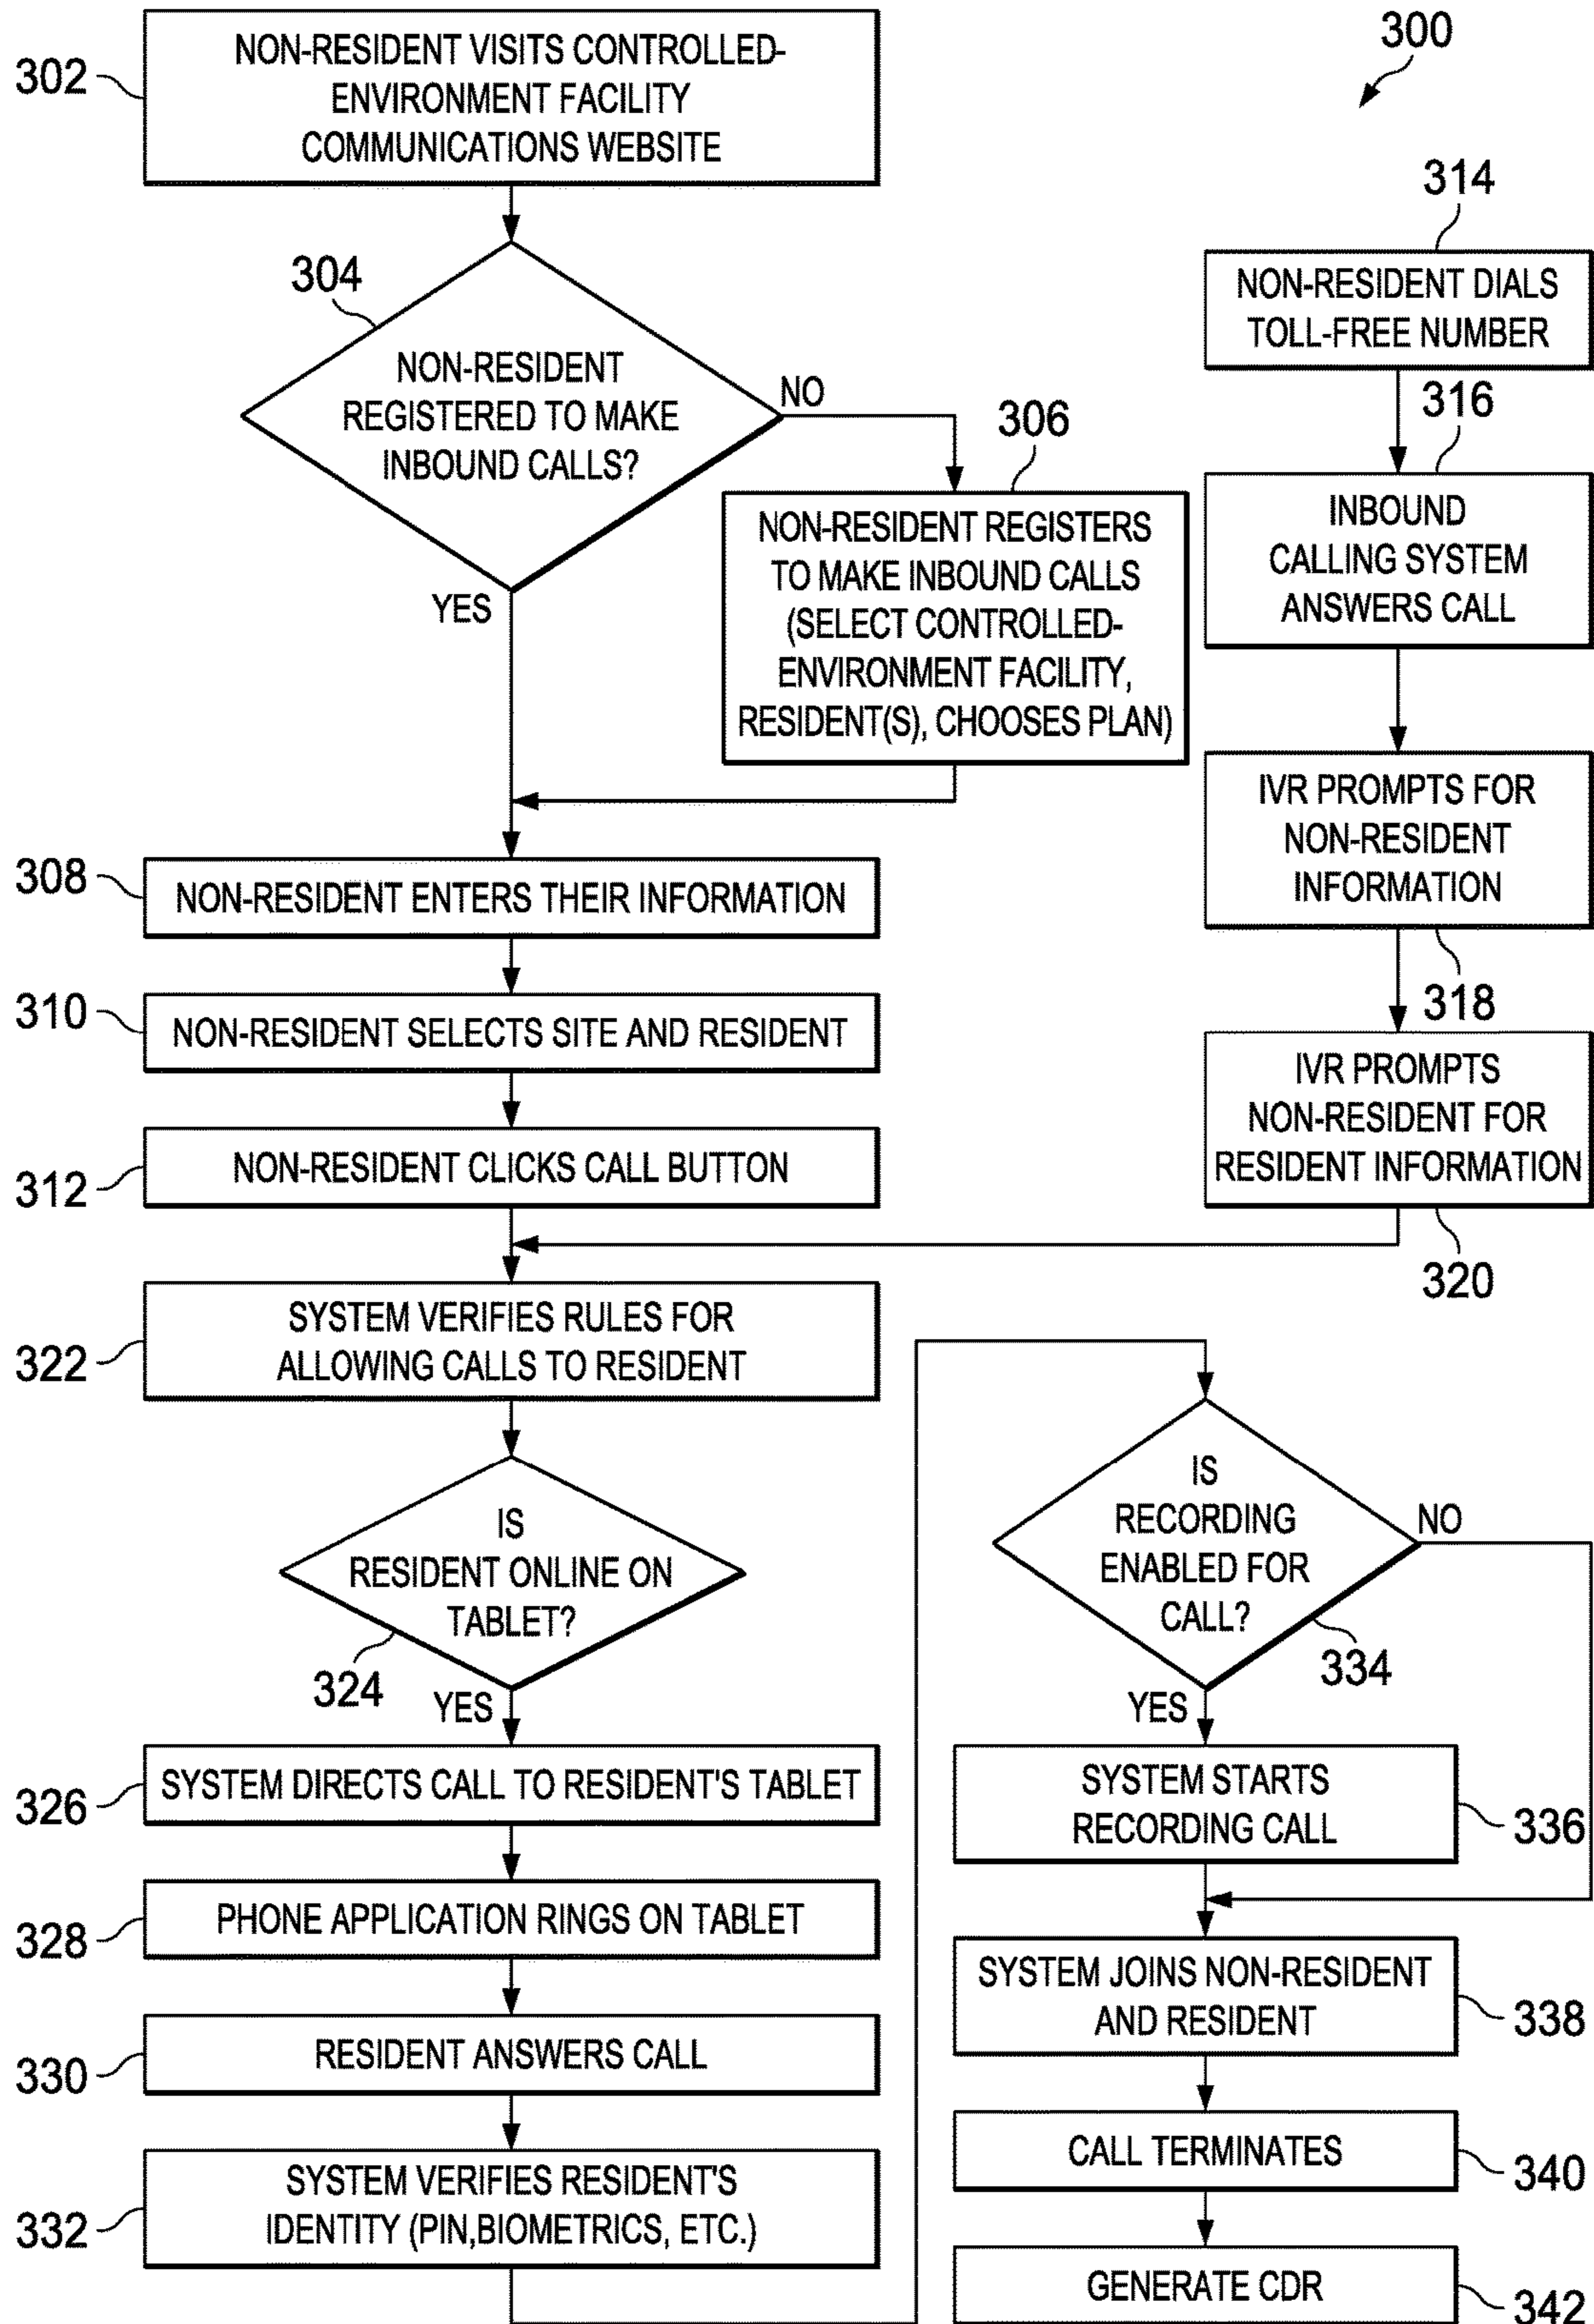 300
302
NON-RESIDENT VISITS CONTROLLED-
ENVIRONMENT FACILITY
COMMUNICATIONS WEBSITE
304
NON-RESIDENT
REGISTERED TO MAKE
INBOUND CALLS?
NO
YES
306
NON-RESIDENT REGISTERS
TO MAKE INBOUND CALLS
(SELECT CONTROLLED-
ENVIRONMENT FACILITY,
RESIDENT(S), CHOOSES PLAN)
308
NON-RESIDENT ENTERS THEIR INFORMATION
310
NON-RESIDENT SELECTS SITE AND RESIDENT
312
NON-RESIDENT CLICKS CALL BUTTON
314
NON-RESIDENT DIALS
TOLL-FREE NUMBER
316
INBOUND
CALLING SYSTEM
ANSWERS CALL
IVR PROMPTS FOR
NON-RESIDENT
INFORMATION
318
IVR PROMPTS
NON-RESIDENT FOR
RESIDENT INFORMATION
320
322
SYSTEM VERIFIES RULES FOR
ALLOWING CALLS TO RESIDENT
IS
RESIDENT ONLINE ON
TABLET?
324
YES
326
SYSTEM DIRECTS CALL TO RESIDENT'S TABLET
328
PHONE APPLICATION RINGS ON TABLET
330
RESIDENT ANSWERS CALL
332
SYSTEM VERIFIES RESIDENT'S
IDENTITY (PIN,BIOMETRICS, ETC.)
IS
RECORDING
ENABLED FOR
CALL?
NO
334
YES
SYSTEM STARTS
RECORDING CALL
336
SYSTEM JOINS NON-RESIDENT
AND RESIDENT
338
CALL TERMINATES
340
GENERATE CDR
342